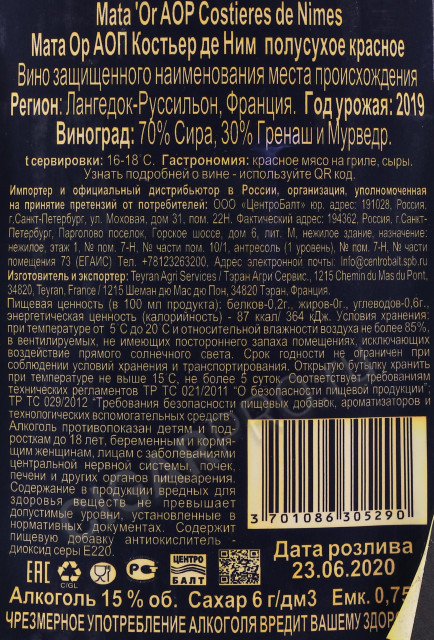 Mata 'Or AOP Costieres de Nimes
Мата Ор АОП Костьер де Ним полусухое красное
Вино защищенного наименования места происхождения
Регион: Лангедок-Руссильон, Франция. Год урожая: 2019
Виноград: 70% Сира, 30% Гренаш и Мурведр.
t сервировки: 16-18˚С. Гастрономия: красное мясо на гриле, сыры.
Узнать подробней о вине - используйте QR код.
Импортер и официальный дистрибьютор в России, организация, уполномоченная
на принятие претензий от потребителей: ООО «ЦентроБалт» юр. адрес: 191028, Россия,
г.Санкт-Петербург, ул. Моховая, дом 31, пом. 22Н. Фактический адрес: 194362, Россия, г.Санкт-
Петербург, Парголово поселок, Горское шоссе, дом 6, лит. М, нежилое здание, назначение:
нежилое, этаж 1, № пом. 7-Н, № части пом. 10/1, антресоль (1 уровень), № пом. 7-Н, № части
помещения 73 (ЕГАИС) Тел. +78123263200, Адрес электронной почты: Info@centrobalt.spb.ru
Изготовитель и экспортер: Teyran Agri Services / Тэран Агри Сервис., 1215 Chemin du Mas du Pont,
34820, Teyran, France / 1215 Шеман дю Мас дю Пон, 34820 Тэран, Франция.
Пищевая ценность (в 100 мл продукта): белков-0,2г., жиров-0г., углеводов-0,6г.,
энергетическая ценность (калорийность) - 87 ккал/ 364 кДж. Условия хранения:
при температуре от 5˚С до 20˚С и относительной влажности воздуха не более 85%,
в вентилируемых, не имеющих постороннего запаха помещениях, исключающих
воздействие прямого солнечного света. Срок годности не ограничен при
соблюдении условий хранения и транспортирования. Открытую бутылку хранить
при температуре не выше 15˚С, не более 5 суток. Соответствует требованиям
технических регламентов ТР ТС 021/2011 "О безопасности пищевой продукции",
ТР ТС 029/2012 "Требования безопасности пищевых добавок, ароматизаторов и
технологических вспомогательных средств".
Алкоголь противопоказан детям и под-
росткам до 18 лет, беременным и кормя-
щим женщинам, лицам с заболеваниями
центральной нервной системы, почек,
печени и других органов пищеварения.
Содержание в продукции вредных для
здоровья веществ не превышает
допустимые уровни, установленные в
нормативных документах. Содержит
пищевую добавку антиокислитель -
диоксид серы Е220.
3 701086 305290
Дата розлива
23.06.2020
EAC C/GL РСТ ЦЕНТРО БАЛТ
Алкоголь 15 % об. Сахар 6 г/дм3 Емк. 0,75
ЧРЕЗМЕРНОЕ УПОТРЕБЛЕНИЕ АЛКОГОЛЯ ВРЕДИТ ВАШЕМУ ЗДОРО